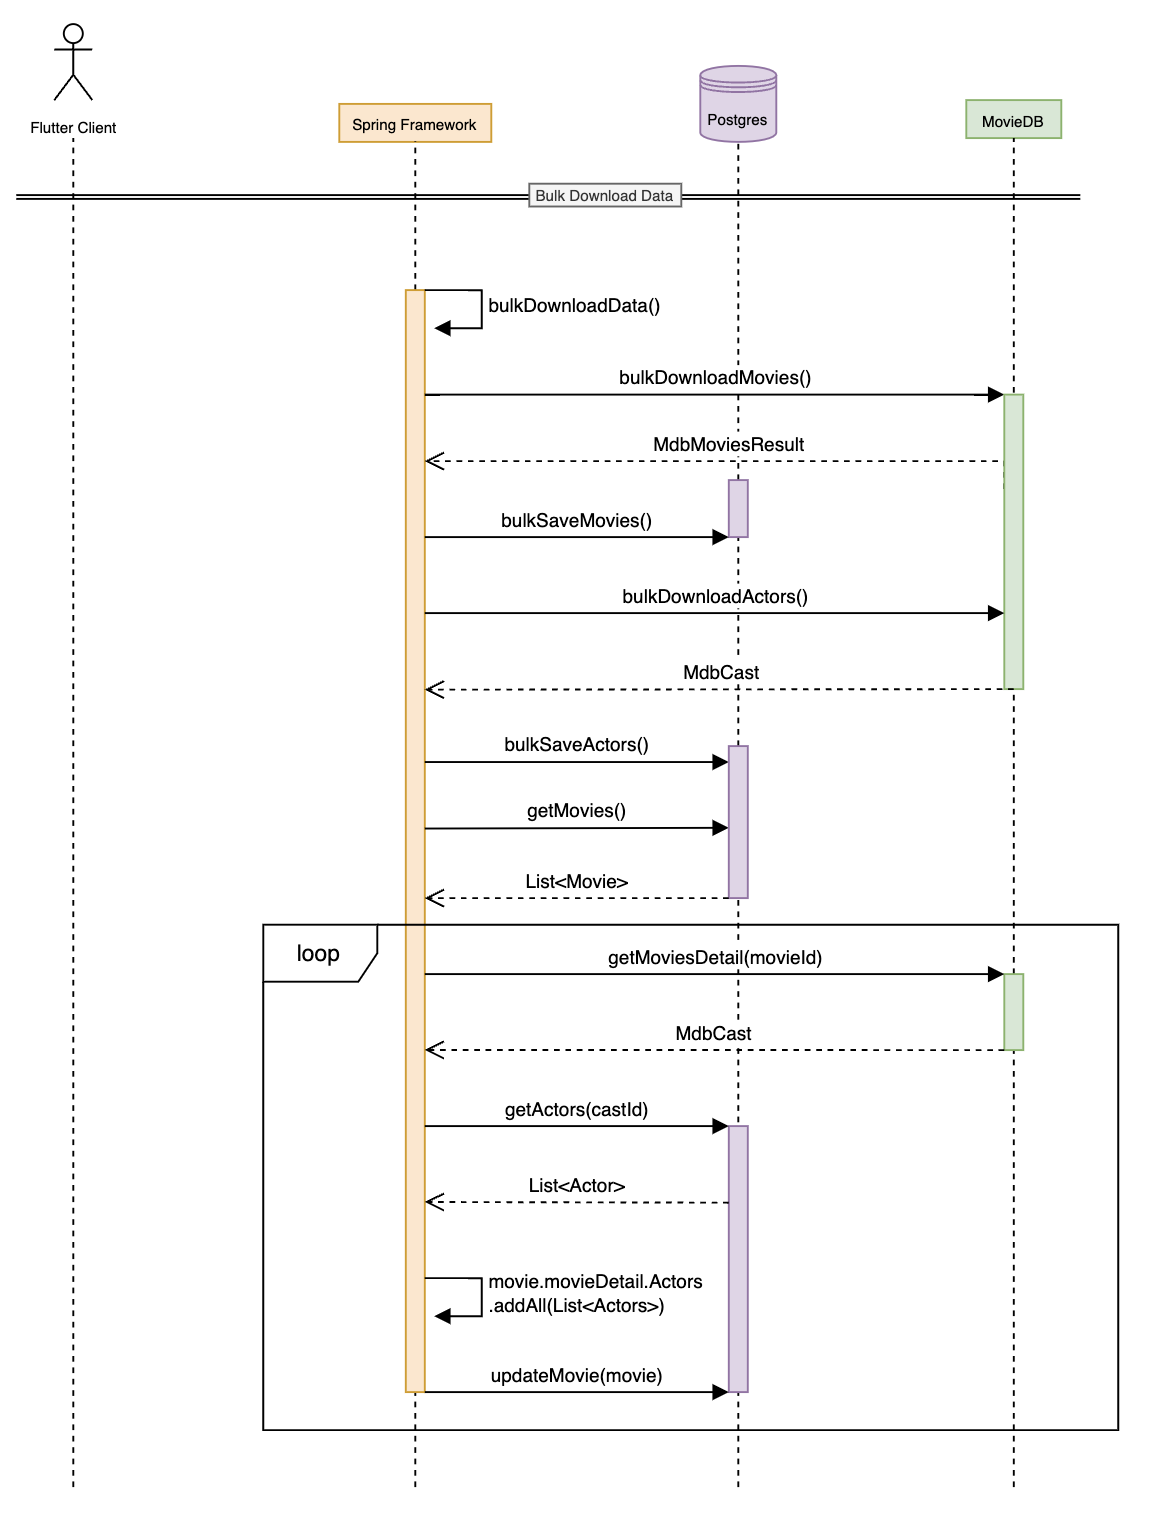 Flutter Client
Spring Framework
Postgres
MovieDB
Bulk Download Data
bulkDownloadData()
bulkDownloadMovies()
MdbMoviesResult
bulkSaveMovies()
bulkDownloadActors()
MdbCast
bulkSaveActors()
getMovies()
List<Movie>
loop
getMoviesDetail(movieId)
MdbCast
getActors(castId)
List<Actor>
movie.movieDetail.Actors
.addAll(List<Actors>)
updateMovie(movie)